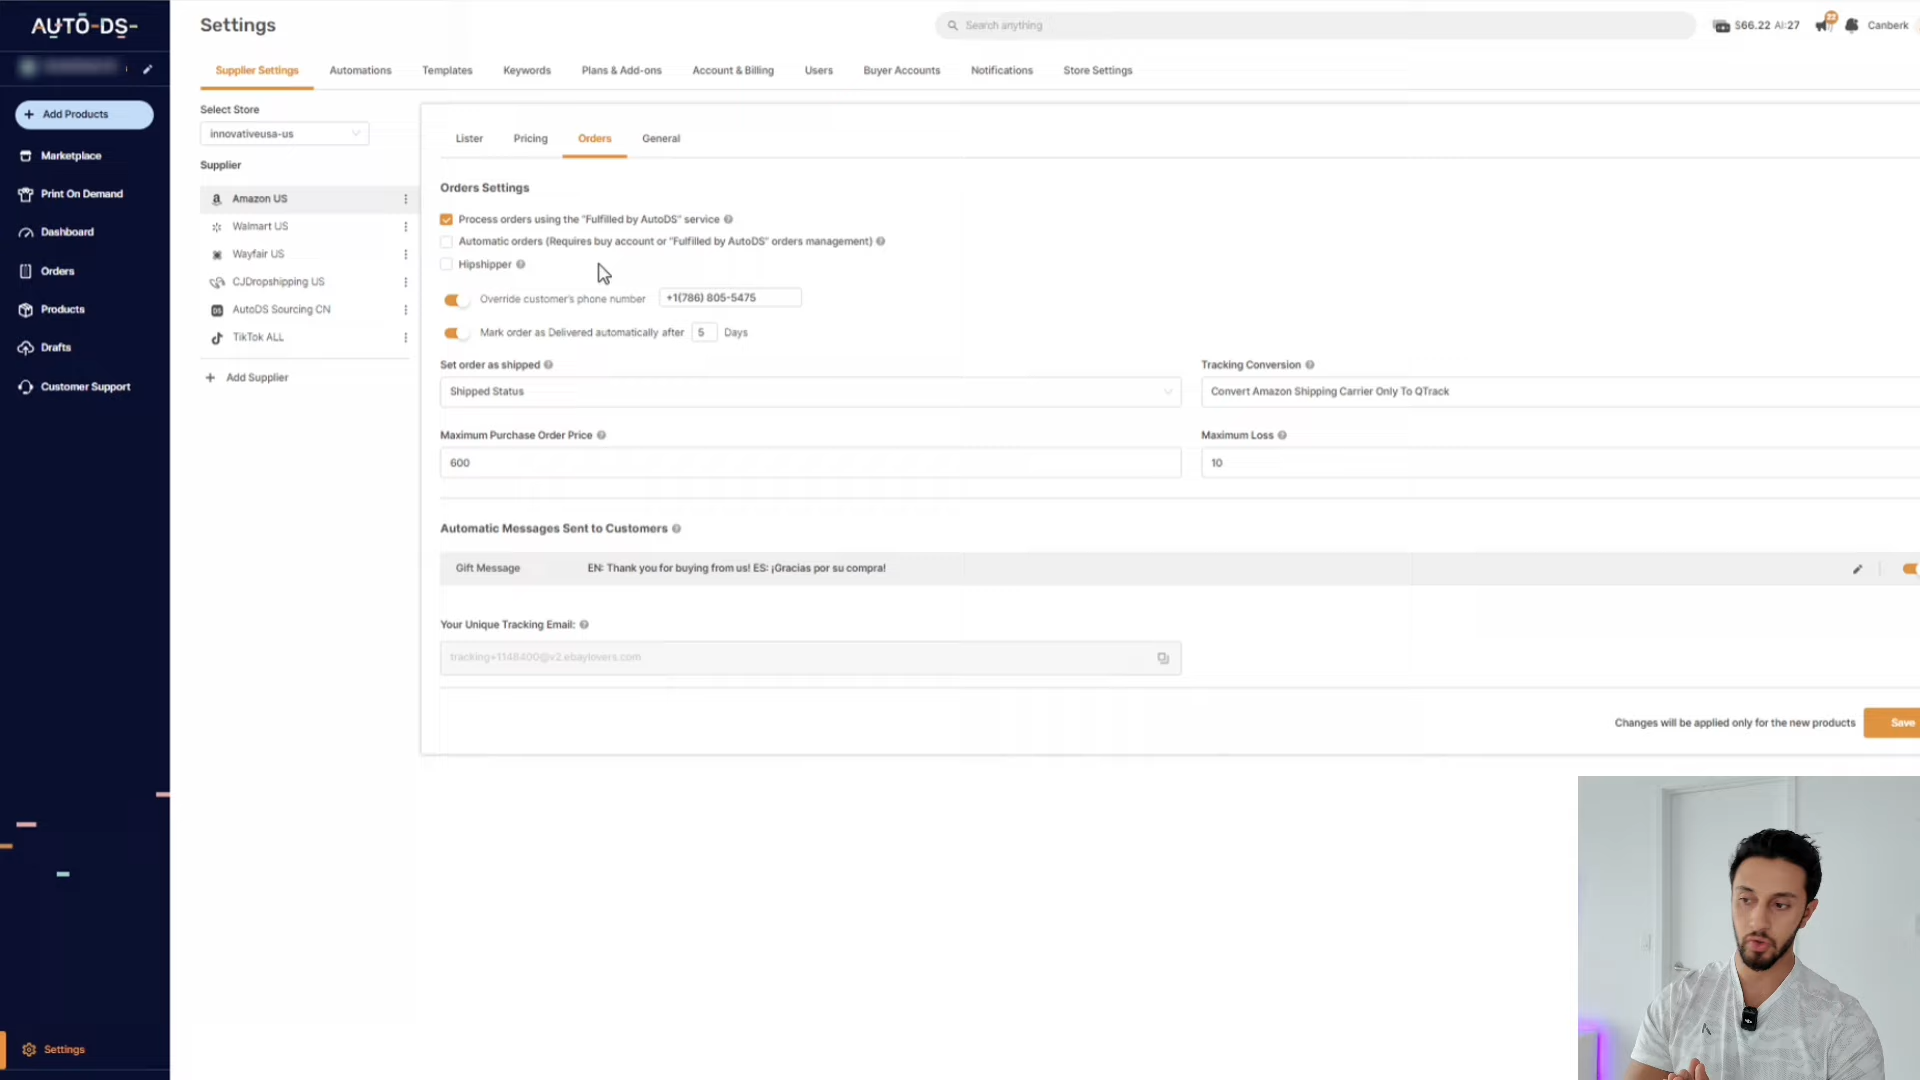 AUTO-DS-
Settings
Search anything
$66.22 AI:27
22
Canberk
Supplier Settings
Automations
Templates
Keywords
Plans & Add-ons
Account & Billing
Users
Buyer Accounts
Notifications
Store Settings
Add Products
Marketplace
Print On Demand
Dashboard
Orders
Products
Drafts
Customer Support
Settings
Select Store
innovativeusa-us
Supplier
Amazon US
Walmart US
Wayfair US
CJDropshipping US
AutoDS Sourcing CN
TikTok ALL
Add Supplier
Lister
Pricing
Orders
General
Orders Settings
Process orders using the "Fulfilled by AutoDS" service
Automatic orders (Requires buy account or "Fulfilled by AutoDS" orders management)
Hipshipper
Override customer's phone number
+1(786) 805-5475
Mark order as Delivered automatically after 5 Days
Set order as shipped
Shipped Status
Tracking Conversion
Convert Amazon Shipping Carrier Only To QTrack
Maximum Purchase Order Price
600
Maximum Loss
10
Automatic Messages Sent to Customers
Gift Message
EN: Thank you for buying from us! ES: ¡Gracias por su compra!
Your Unique Tracking Email:
tracking+1148400@v2.ebaylovers.com
Changes will be applied only for the new products
Save